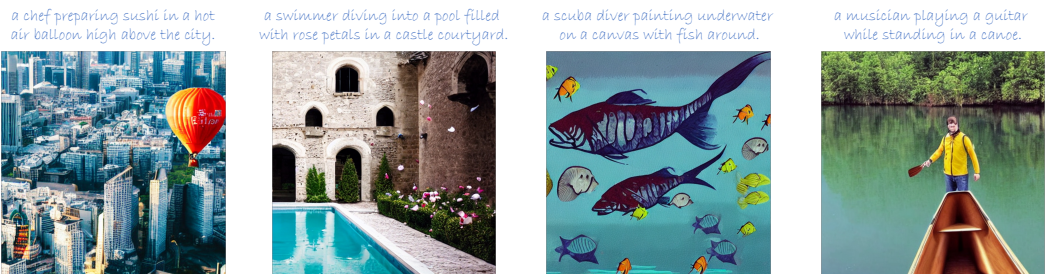 a chef preparing sushi in a hot
air balloon high above the city.
a swimmer diving into a pool filled
with rose petals in a castle courtyard.
a scuba diver painting underwater
on a canvas with fish around.
a musician playing a guitar
while standing in a canoe.